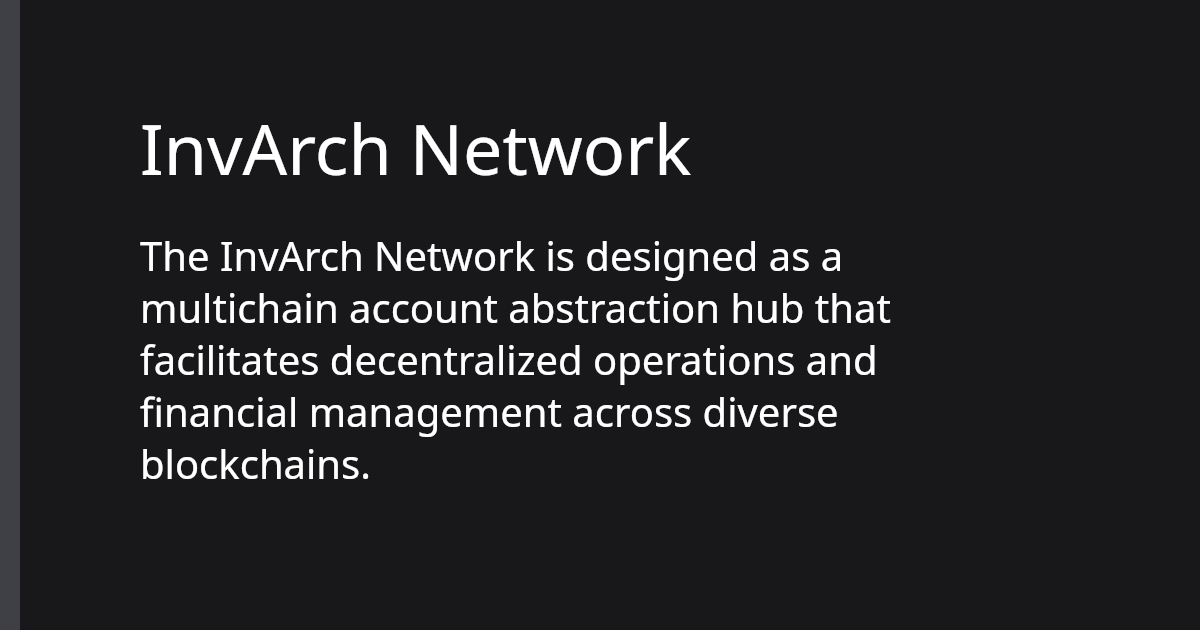 InvArch Network
The InvArch Network is designed as a
multichain account abstraction hub that
facilitates decentralized operations and
financial management across diverse
blockchains.